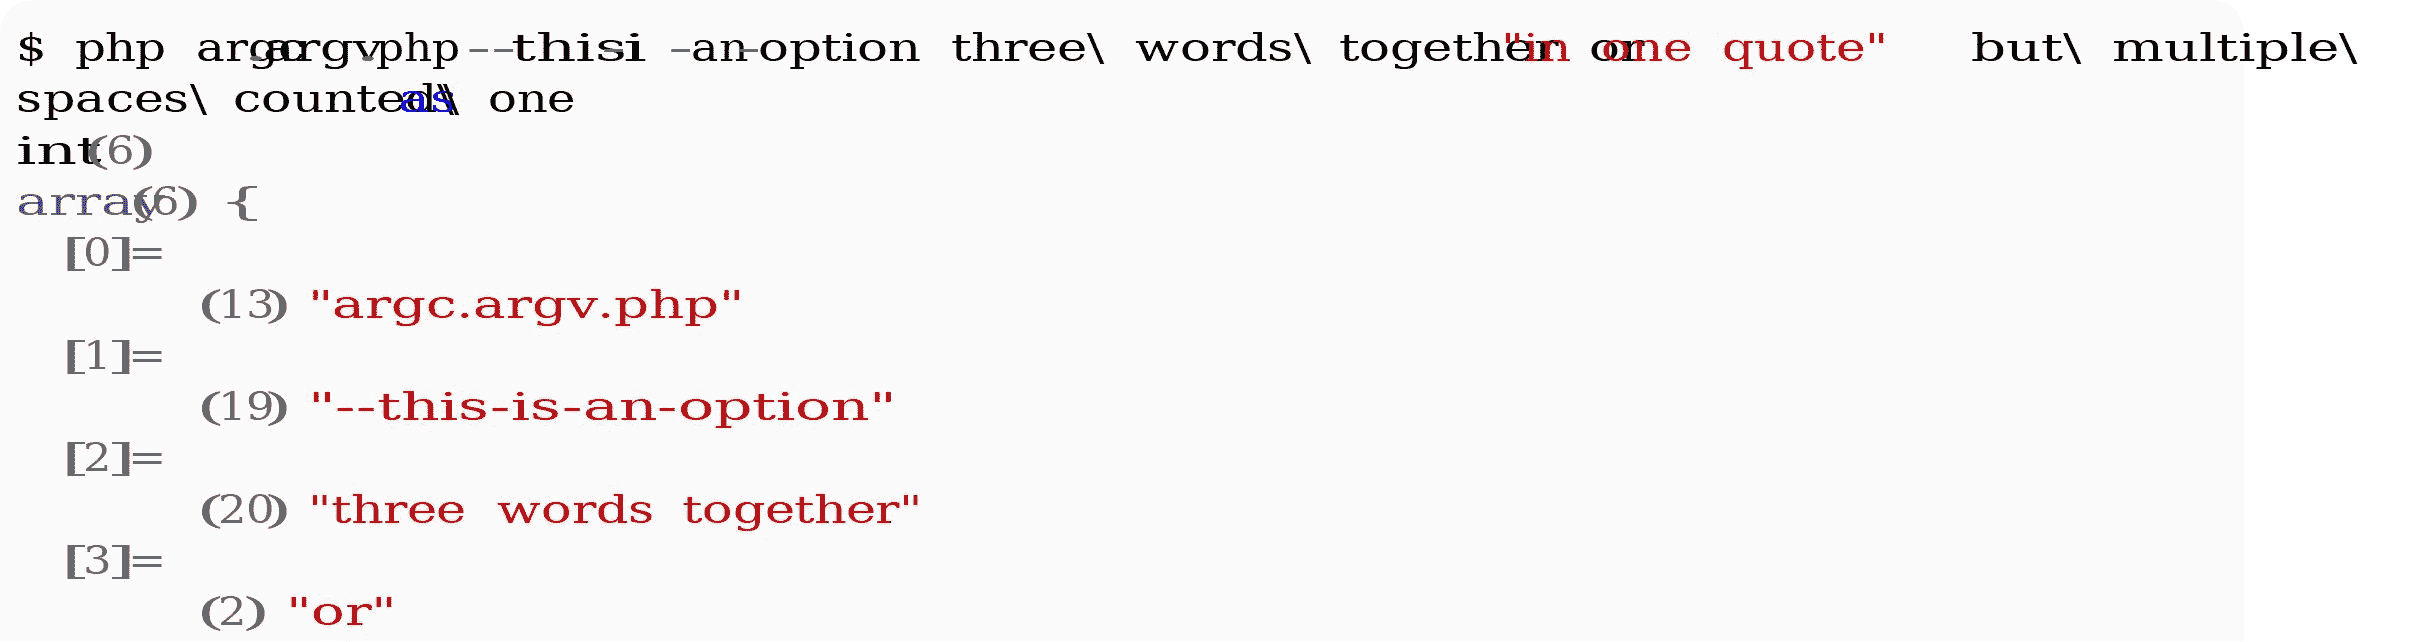 $ php argc.argv.php --this-i -an-option three\ words\ together or "in one quote" but\ multiple\
spaces\ counted\ as\ one
int(6)
array(6) {
[0]=
(13) "argc.argv.php"
[1]=
(19) "--this-is-an-option"
[2]=
(20) "three words together"
[3]=
(2) "or"